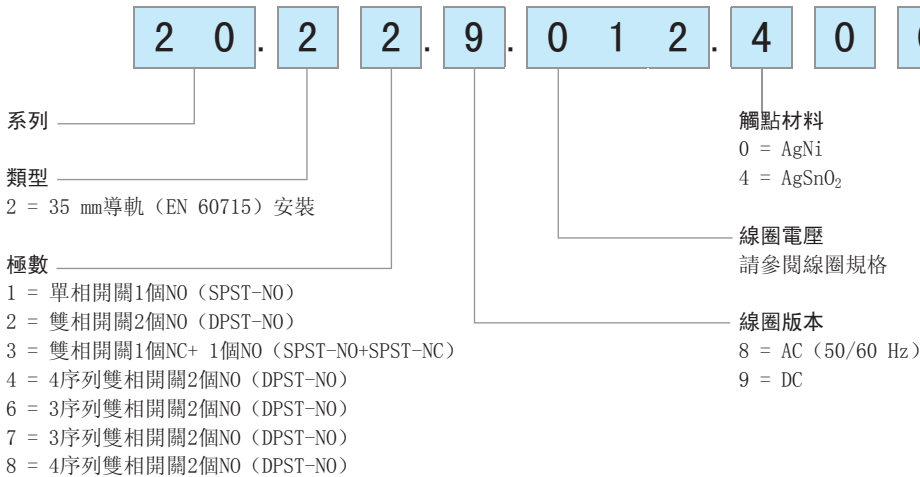 2 0 . 2 2 . 9 . 0 1 2 . 4 0
系列
類型
2 = 35 mm導軌（EN 60715）安裝
極數
1 = 單相開關1個NO（SPST-NO）
2 = 雙相開關2個NO（DPST-NO）
3 = 雙相開關1個NC+ 1個NO（SPST-NO+SPST-NC）
4 = 4序列雙相開關2個NO（DPST-NO）
6 = 3序列雙相開關2個NO（DPST-NO）
7 = 3序列雙相開關2個NO（DPST-NO）
8 = 4序列雙相開關2個NO（DPST-NO）
觸點材料
0 = AgNi
4 = AgSnO₂
線圈電壓
請參閱線圈規格
線圈版本
8 = AC（50/60 Hz）
9 = DC